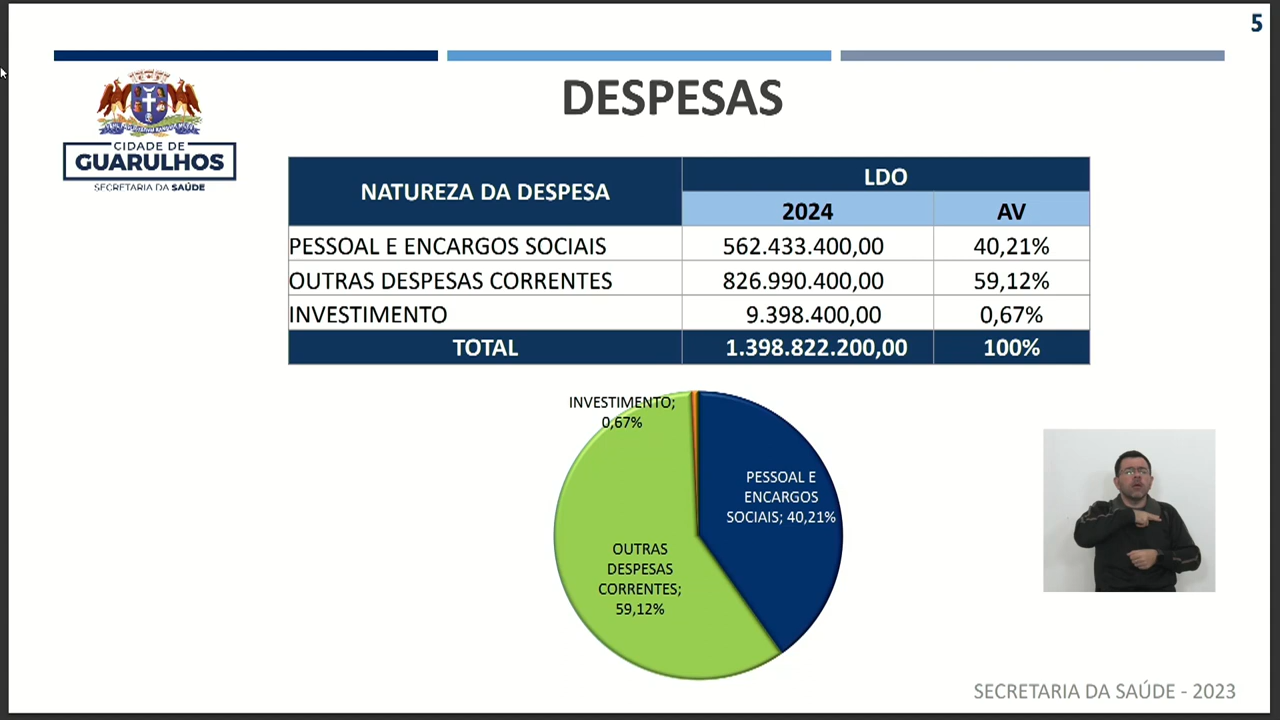 5
DESPESAS
CIDADE DE
GUARULHOS
SECRETARIA DA SAÚDE
NATUREZA DA DESPESA
LDO
2024 AV
PESSOAL E ENCARGOS SOCIAIS 562.433.400,00 40,21%
OUTRAS DESPESAS CORRENTES 826.990.400,00 59,12%
INVESTIMENTO 9.398.400,00 0,67%
TOTAL 1.398.822.200,00 100%
INVESTIMENTO;
0,67%
PESSOAL E
ENCARGOS
SOCIAIS; 40,21%
OUTRAS
DESPESAS
CORRENTES;
59,12%
SECRETARIA DA SAÚDE - 2023